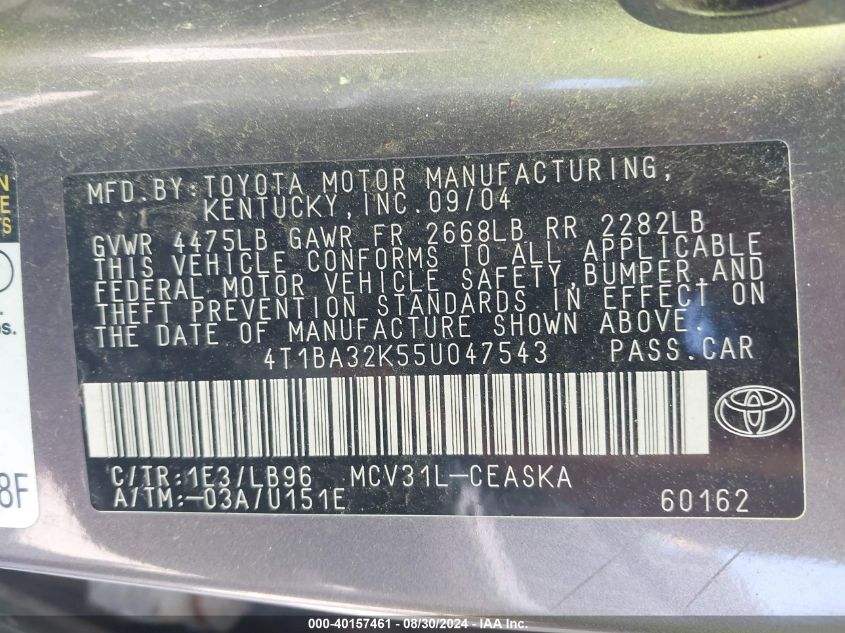 MFD.BY:TOYOTA MOTOR MANUFACTURING,
KENTUCKY,INC.09/04
GVWR 4475LB GAWR FR 2668LB RR 2282LB
THIS VEHICLE CONFORMS TO ALL APPLICABLE
FEDERAL MOTOR VEHICLE SAFETY,BUMPER,AND
THEFT PREVENTION STANDARDS IN EFFECT ON
THE DATE OF MANUFACTURE SHOWN ABOVE.
4T1BA32K55U047543 PASS.CAR
C/TR:1E3/LB96 MCV31L-CEASKA
A/TM:-03A/U151E 60162
8F
000-40157461 - 08/30/2024 - IAA Inc.